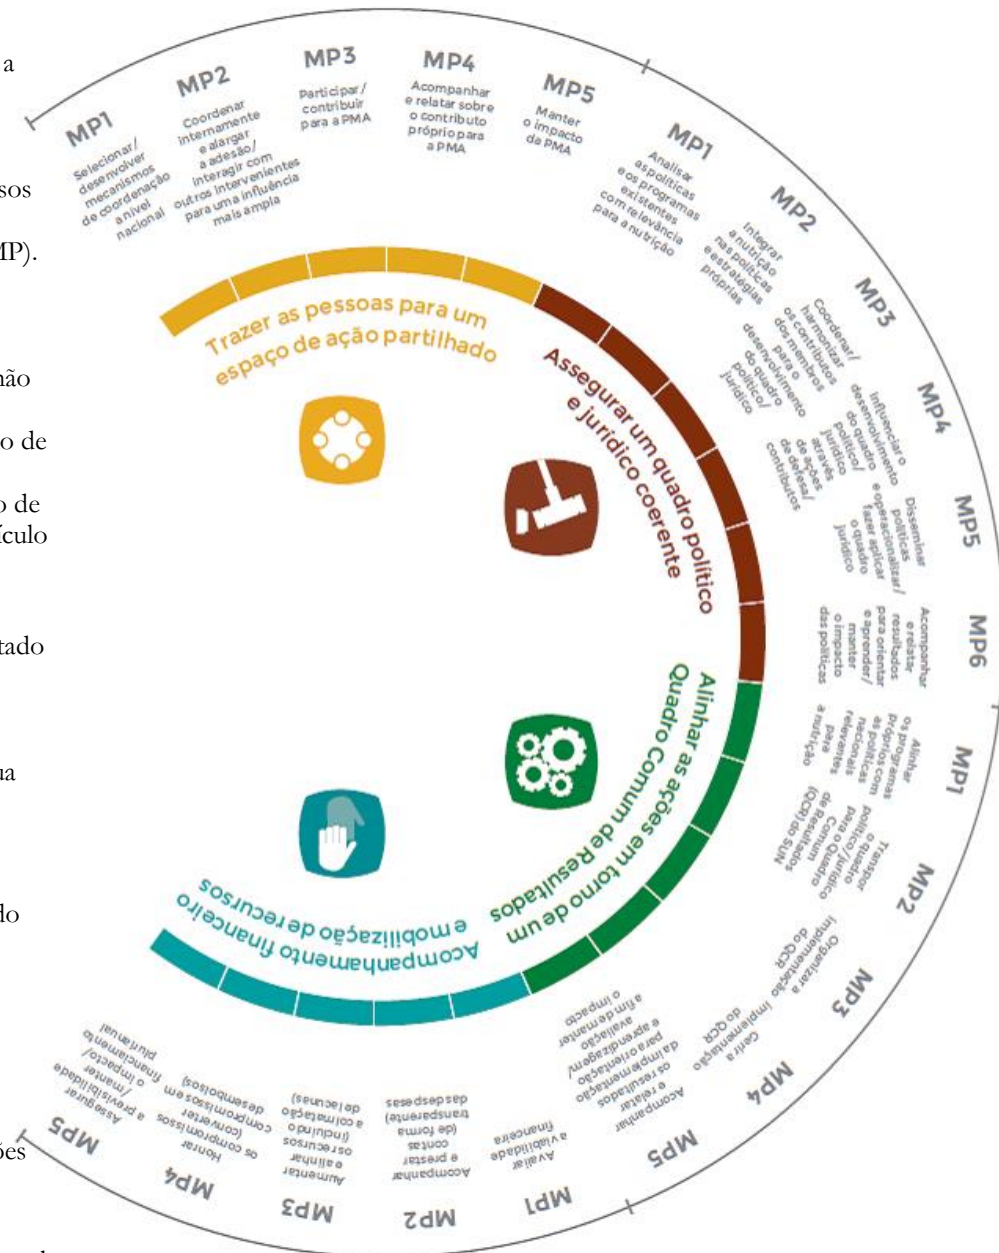 a
sos
MP).
não
o de
o de
ículo
tado
ua
do
ões
MP1
Selecionar/
desenvolver
mecanismos
de coordenação
a nível
nacional
MP2
Coordenar
internamente
e alargar
a adesão/
interagir com
outros intervenientes
para uma influência
mais ampla
MP3
Participar/
contribuir
para a PMA
MP4
Acompanhar
e relatar sobre
o contributo
próprio para
a PMA
MP5
Manter
o impacto
da PMA
Trazer as pessoas para um
espaço de ação partilhado
MP1
Analisar
as políticas
e os programas
existentes
com relevância
para a nutrição
MP2
Integrar
a nutrição
nas políticas
e estratégias
próprias
MP3
Coordenar/
harmonizar
os contributos
dos membros
para o
desenvolvimento
do quadro
político/
jurídico
MP4
Influenciar o
desenvolvimento
do quadro
político/
jurídico
através
de ações
de defesa/
contributos
MP5
Disseminar
políticas
e operacionalizar/
fazer aplicar
o quadro
jurídico
MP6
Acompanhar
e relatar
resultados
para orientar
e aprender/
manter
o impacto
das políticas
Assegurar um quadro político
e jurídico coerente
MP1
Alinhar
os programas
próprios com
as políticas
nacionais
relevantes
para
a nutrição
MP2
Transpor
o quadro
político/jurídico
para o Quadro
Comum
de Resultados
(QCR) do SUN
MP3
Organizar a
implementação
do QCR
MP4
Gerir a
implementação
do QCR
MP5
Acompanhar
e relatar
os resultados
da implementação
para orientação
e aprendizagem/
avaliação
a fim de manter
o impacto
Alinhar as ações em torno de um
Quadro Comum de Resultados
MP1
Avaliar
a viabilidade
financeira
MP2
Acompanhar
e prestar
contas
(de forma
transparente)
das despesas
MP3
Aumentar
e alinhar
os recursos
(incluindo
a colmatação
de lacunas)
MP4
Honrar
os compromissos
(converter
compromissos em
desembolsos)
MP5
Assegurar
a previsibilidade
/manter
o impacto/
financiamento
plurianual
Acompanhamento financeiro
e mobilização de recursos